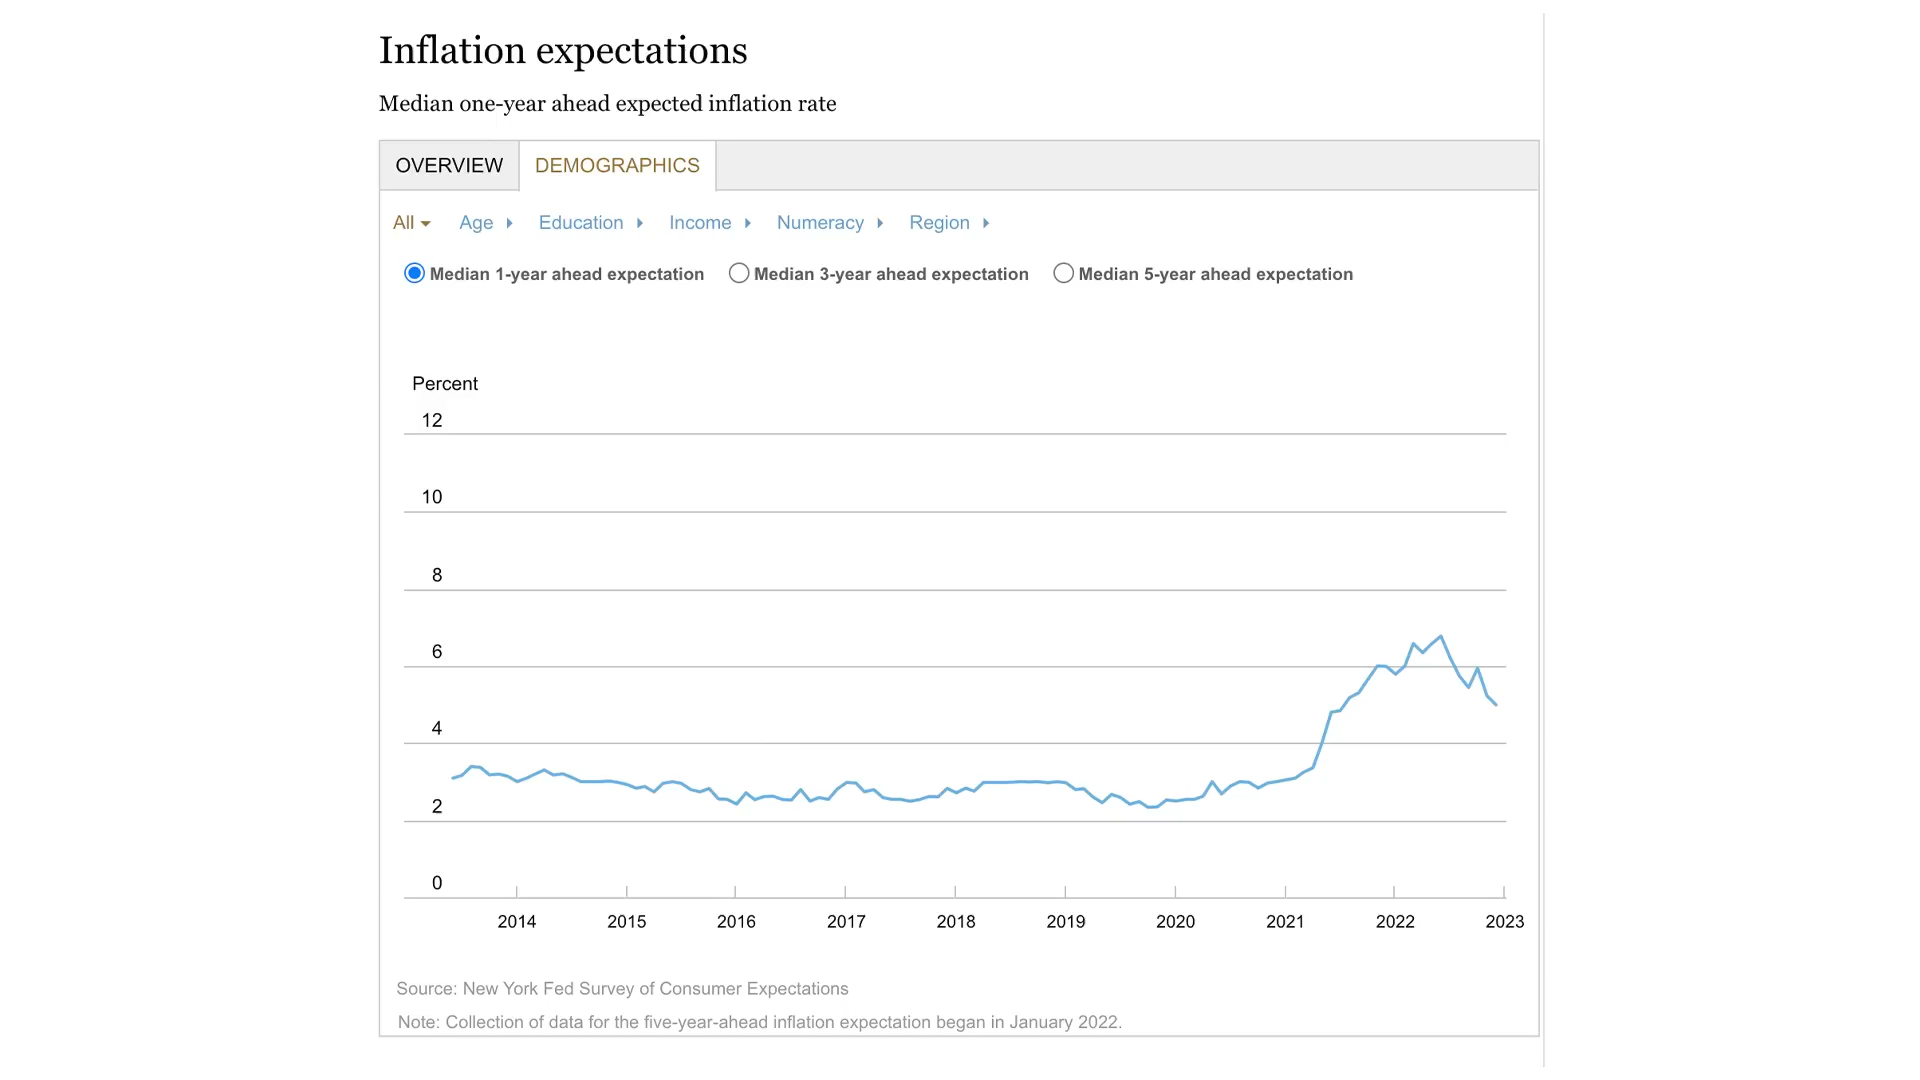 Inflation expectations
Median one-year ahead expected inflation rate
OVERVIEW DEMOGRAPHICS
All Age Education Income Numeracy Region
Median 1-year ahead expectation Median 3-year ahead expectation Median 5-year ahead expectation
Percent
12
10
8
6
4
2
0
2014 2015 2016 2017 2018 2019 2020 2021 2022 2023
Source: New York Fed Survey of Consumer Expectations
Note: Collection of data for the five-year-ahead inflation expectation began in January 2022.